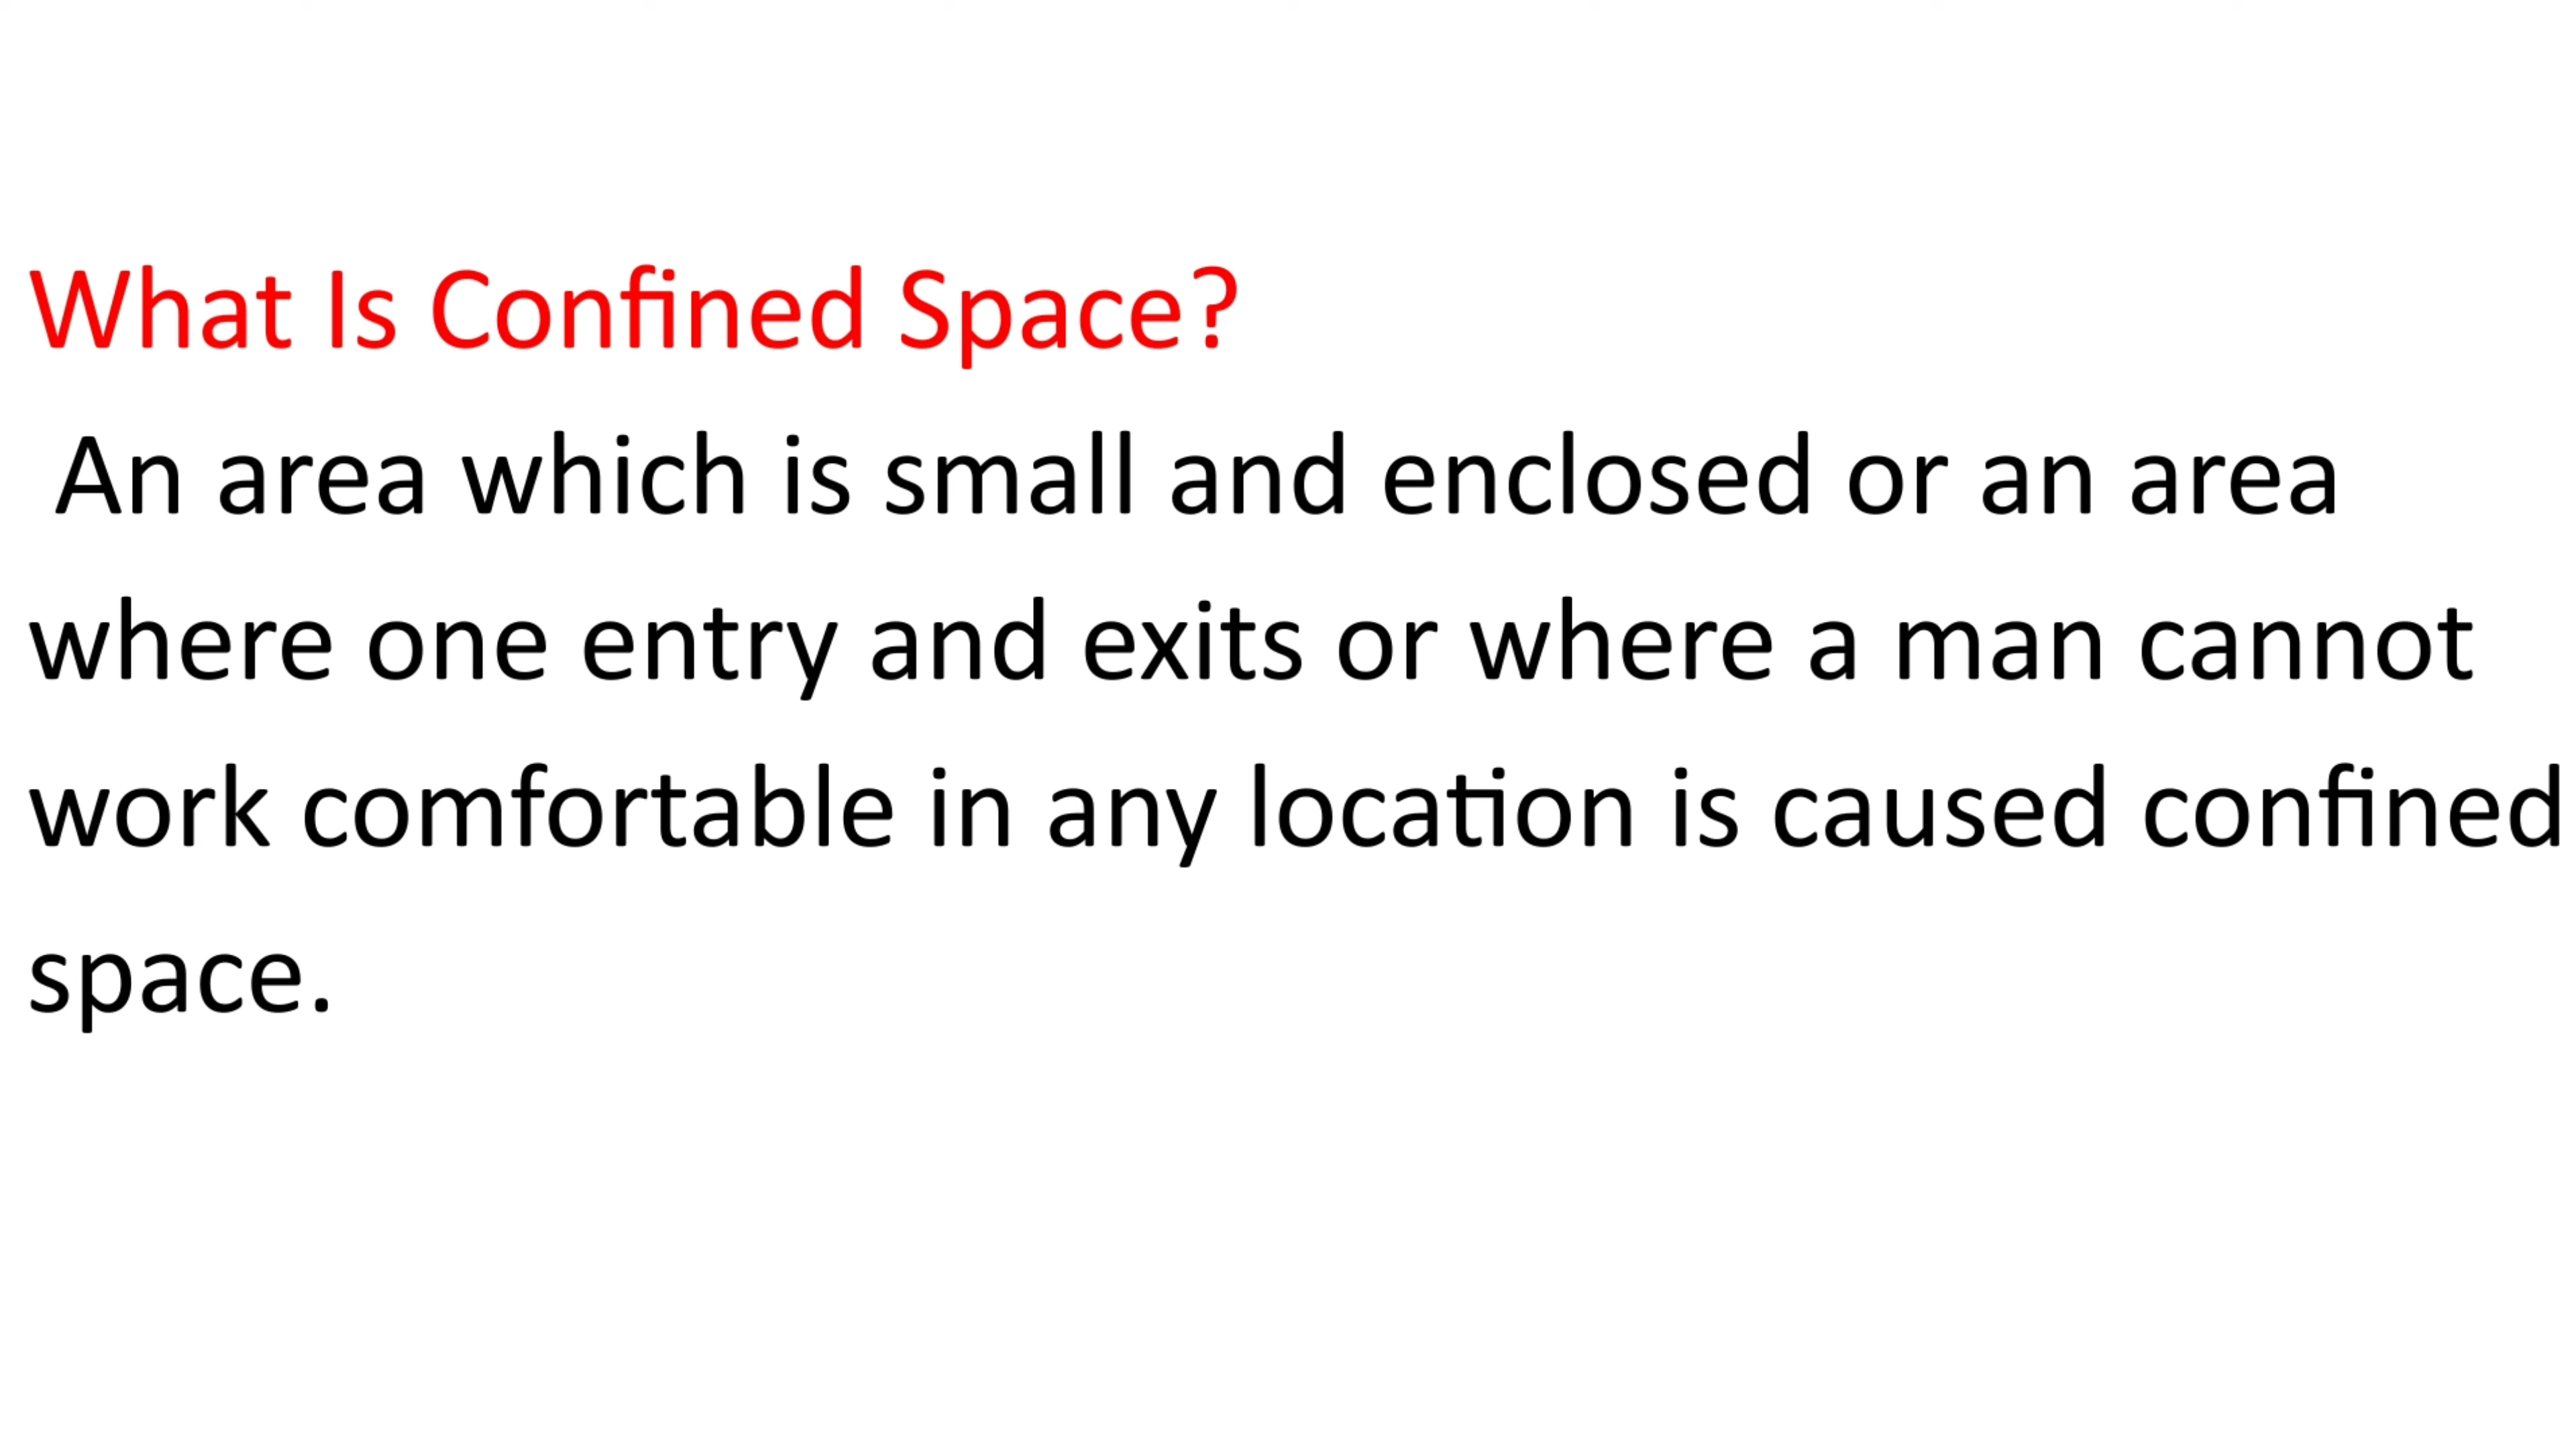 What Is Confined Space?
An area which is small and enclosed or an area
where one entry and exits or where a man cannot
work comfortable in any location is caused confined
space.